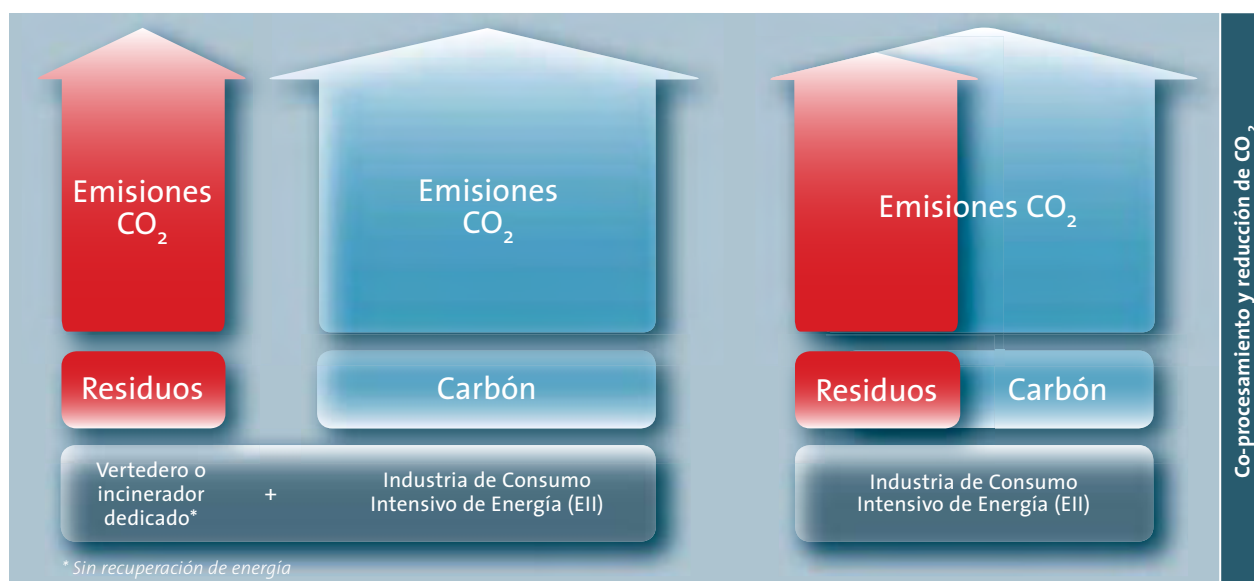 Emisiones
CO₂
Emisiones
CO₂
Emisiones CO₂
Residuos
Carbón
Residuos
Carbón
Vertedero o
incinerador
dedicado*
+
Industria de Consumo
Intensivo de Energía (EII)
Industria de Consumo
Intensivo de Energía (EII)
* Sin recuperación de energía
Co-procesamiento y reducción de CO₂